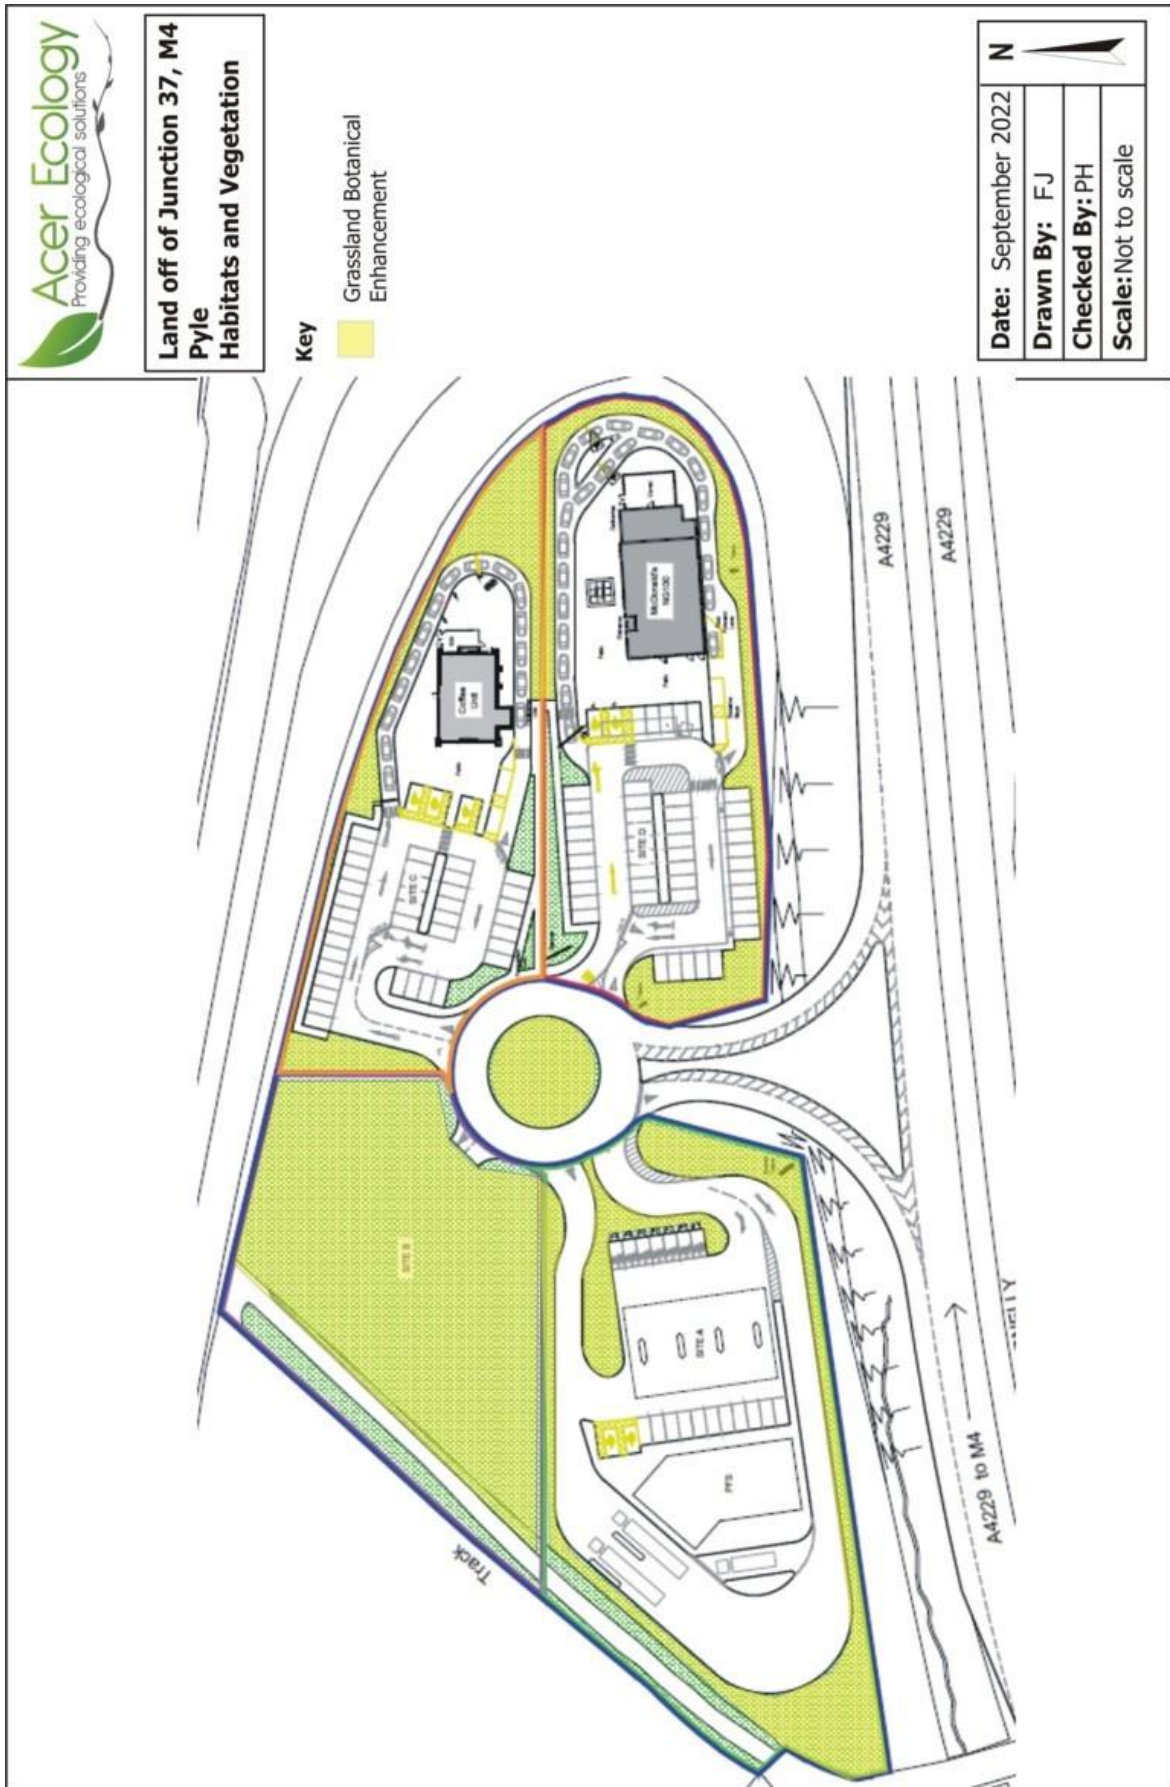 Acer Ecology
Providing ecological solutions
Land off of Junction 37, M4
Pyle
Habitats and Vegetation
Key
Grassland Botanical
Enhancement
N
Date: September 2022
Drawn By: FJ
Checked By: PH
Scale: Not to scale
Coffee
Unit
SITE C
McDonald's
SITE D
SITE B
SITE A
PFS
Track
A4229
A4229
A4229 to M4